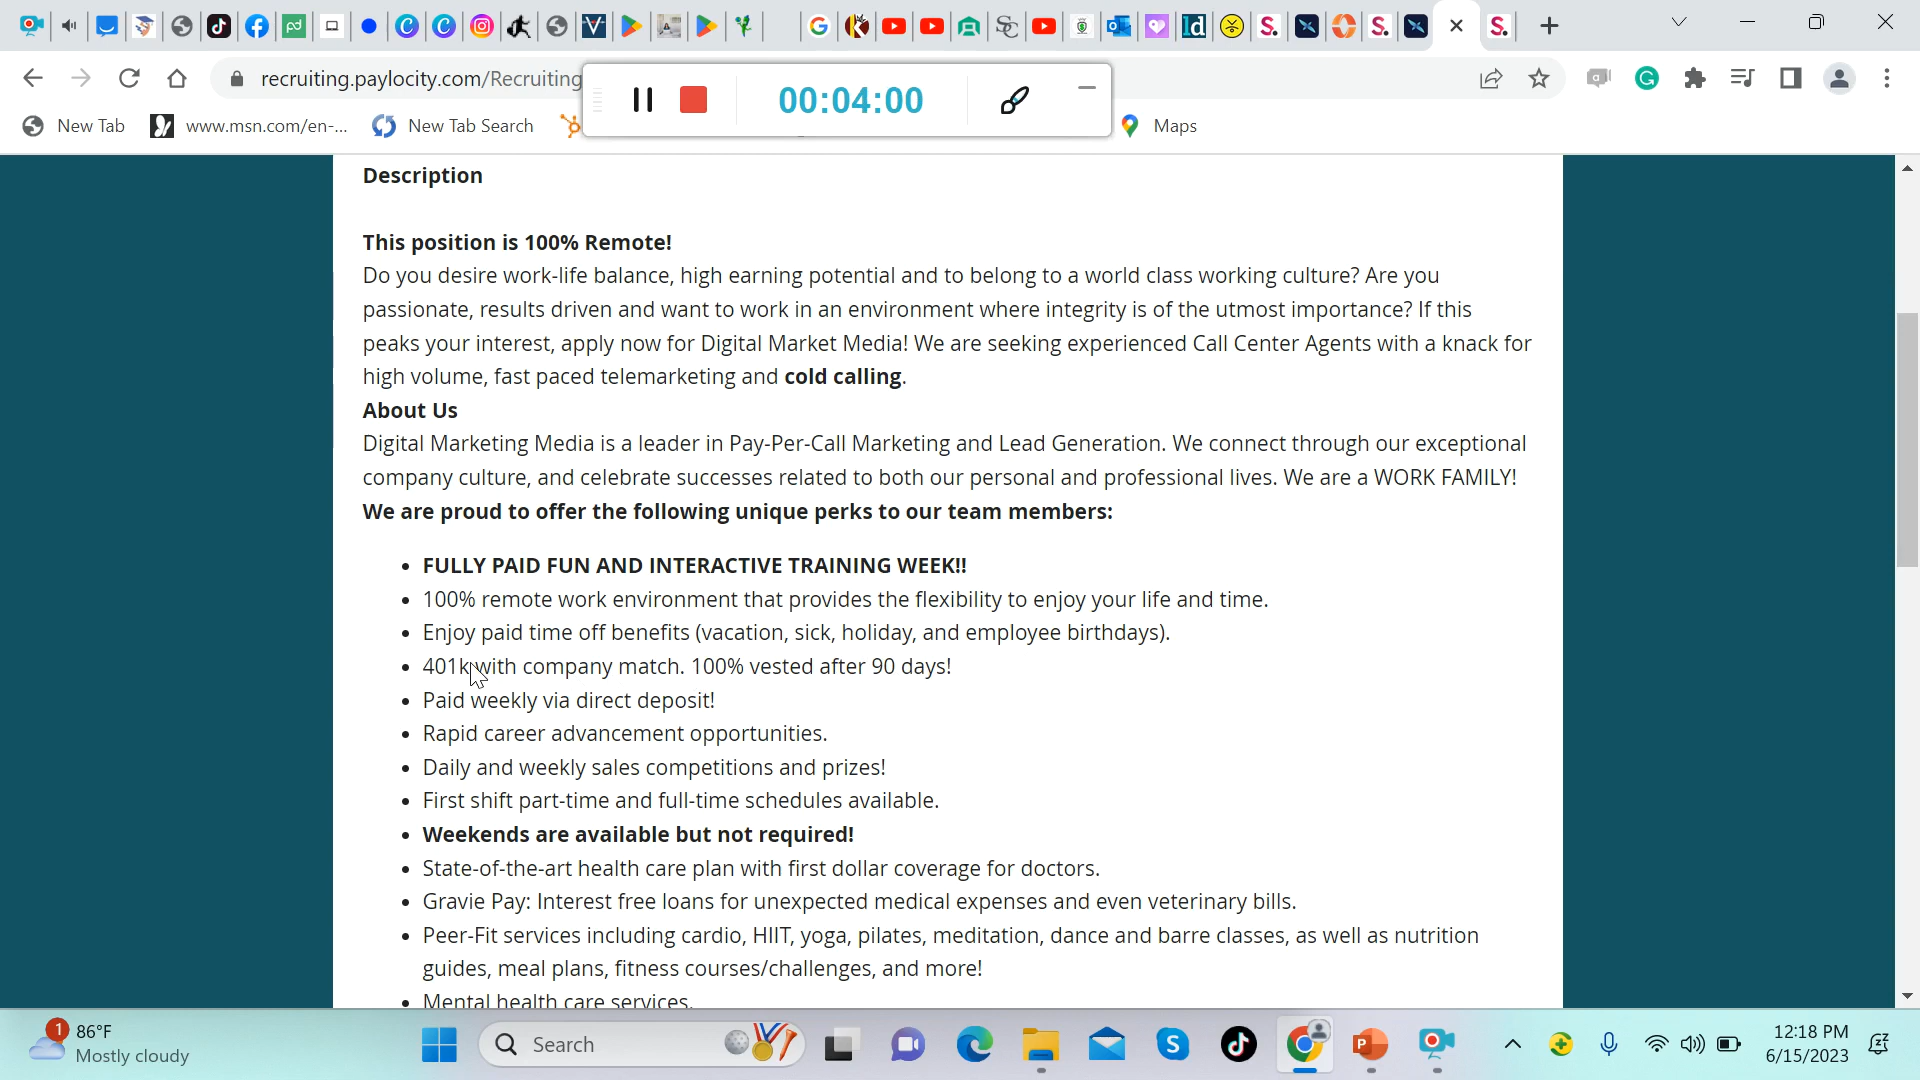 recruiting.paylocity.com/Recruiting
00:04:00
New Tab
www.msn.com/en-...
New Tab Search
Maps
Description
This position is 100% Remote!
Do you desire work-life balance, high earning potential and to belong to a world class working culture? Are you
passionate, results driven and want to work in an environment where integrity is of the utmost importance? If this
peaks your interest, apply now for Digital Market Media! We are seeking experienced Call Center Agents with a knack for
high volume, fast paced telemarketing and cold calling.
About Us
Digital Marketing Media is a leader in Pay-Per-Call Marketing and Lead Generation. We connect through our exceptional
company culture, and celebrate successes related to both our personal and professional lives. We are a WORK FAMILY!
We are proud to offer the following unique perks to our team members:
• FULLY PAID FUN AND INTERACTIVE TRAINING WEEK!!
• 100% remote work environment that provides the flexibility to enjoy your life and time.
• Enjoy paid time off benefits (vacation, sick, holiday, and employee birthdays).
• 401k with company match. 100% vested after 90 days!
• Paid weekly via direct deposit!
• Rapid career advancement opportunities.
• Daily and weekly sales competitions and prizes!
• First shift part-time and full-time schedules available.
• Weekends are available but not required!
• State-of-the-art health care plan with first dollar coverage for doctors.
• Gravie Pay: Interest free loans for unexpected medical expenses and even veterinary bills.
• Peer-Fit services including cardio, HIIT, yoga, pilates, meditation, dance and barre classes, as well as nutrition
guides, meal plans, fitness courses/challenges, and more!
• Mental health care services.
1
86°F
Mostly cloudy
Search
12:18 PM
6/15/2023